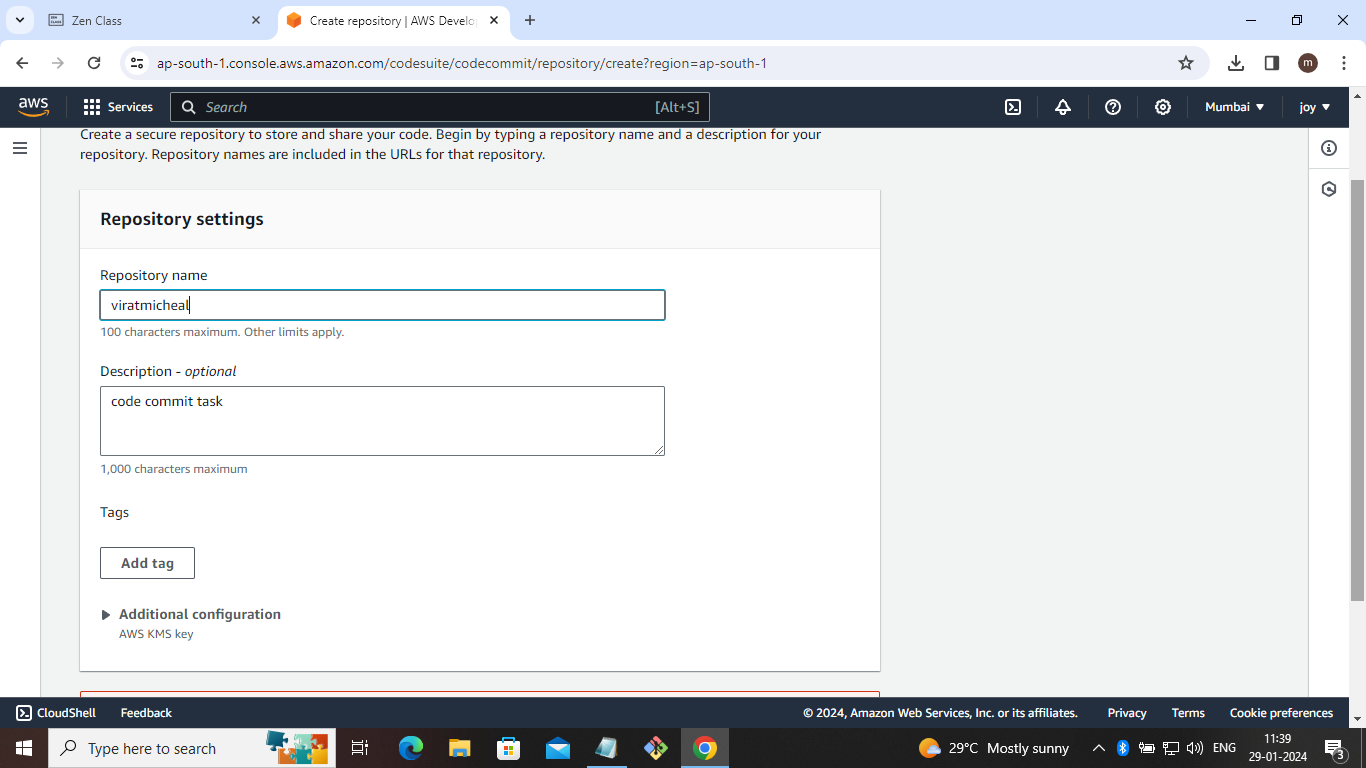 Zen Class
Create repository | AWS Develo
ap-south-1.console.aws.amazon.com/codesuite/codecommit/repository/create?region=ap-south-1
m
aws
Services
Search
[Alt+S]
Mumbai
joy
Create a secure repository to store and share your code. Begin by typing a repository name and a description for your
repository. Repository names are included in the URLs for that repository.
Repository settings
Repository name
viratmicheal
100 characters maximum. Other limits apply.
Description - optional
code commit task
1,000 characters maximum
Tags
Add tag
Additional configuration
AWS KMS key
CloudShell
Feedback
© 2024, Amazon Web Services, Inc. or its affiliates.
Privacy
Terms
Cookie preferences
Type here to search
29°C Mostly sunny
ENG
11:39
29-01-2024
3